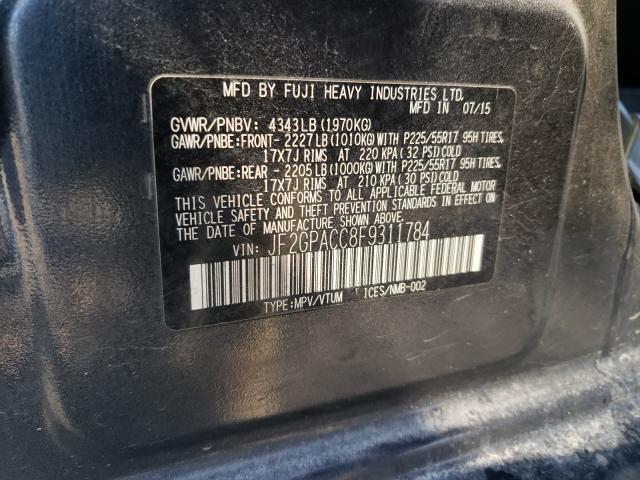 MFD BY FUJI HEAVY INDUSTRIES LTD.
MFD IN 07/15
GVWR/PNBV: 4343LB(1970KG)
GAWR/PNBE:FRONT- 2227LB(1010KG)WITH P225/55R17 95H TIRES,
17X7J RIMS AT 220 KPA(32 PSI)COLD
GAWR/PNBE:REAR - 2205LB(1000KG)WITH P225/55R17 95H TIRES,
17X7J RIMS AT 210 KPA(30 PSI)COLD
THIS VEHICLE CONFORMS TO ALL APPLICABLE FEDERAL MOTOR
VEHICLE SAFETY AND THEFT PREVENTION STANDARDS IN EFFECT ON
THE DATE OF MANUFACTURE SHOWN ABOVE.
VIN: JF2GPACC8F9311784
TYPE:MPV/VTUM ICES/NMB-002